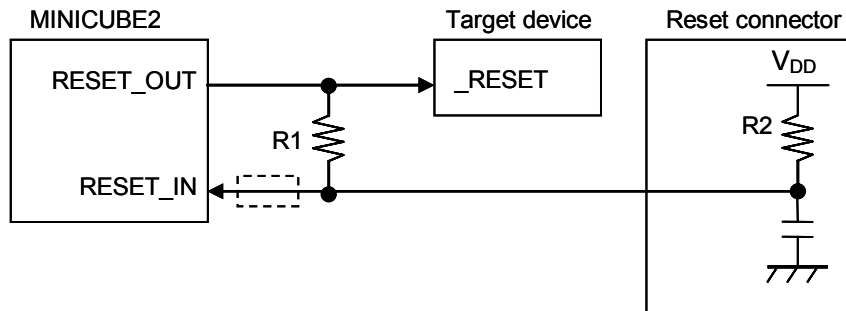 MINICUBE2
Target device
Reset connector
RESET_OUT
_RESET
VDD
R1
R2
RESET_IN